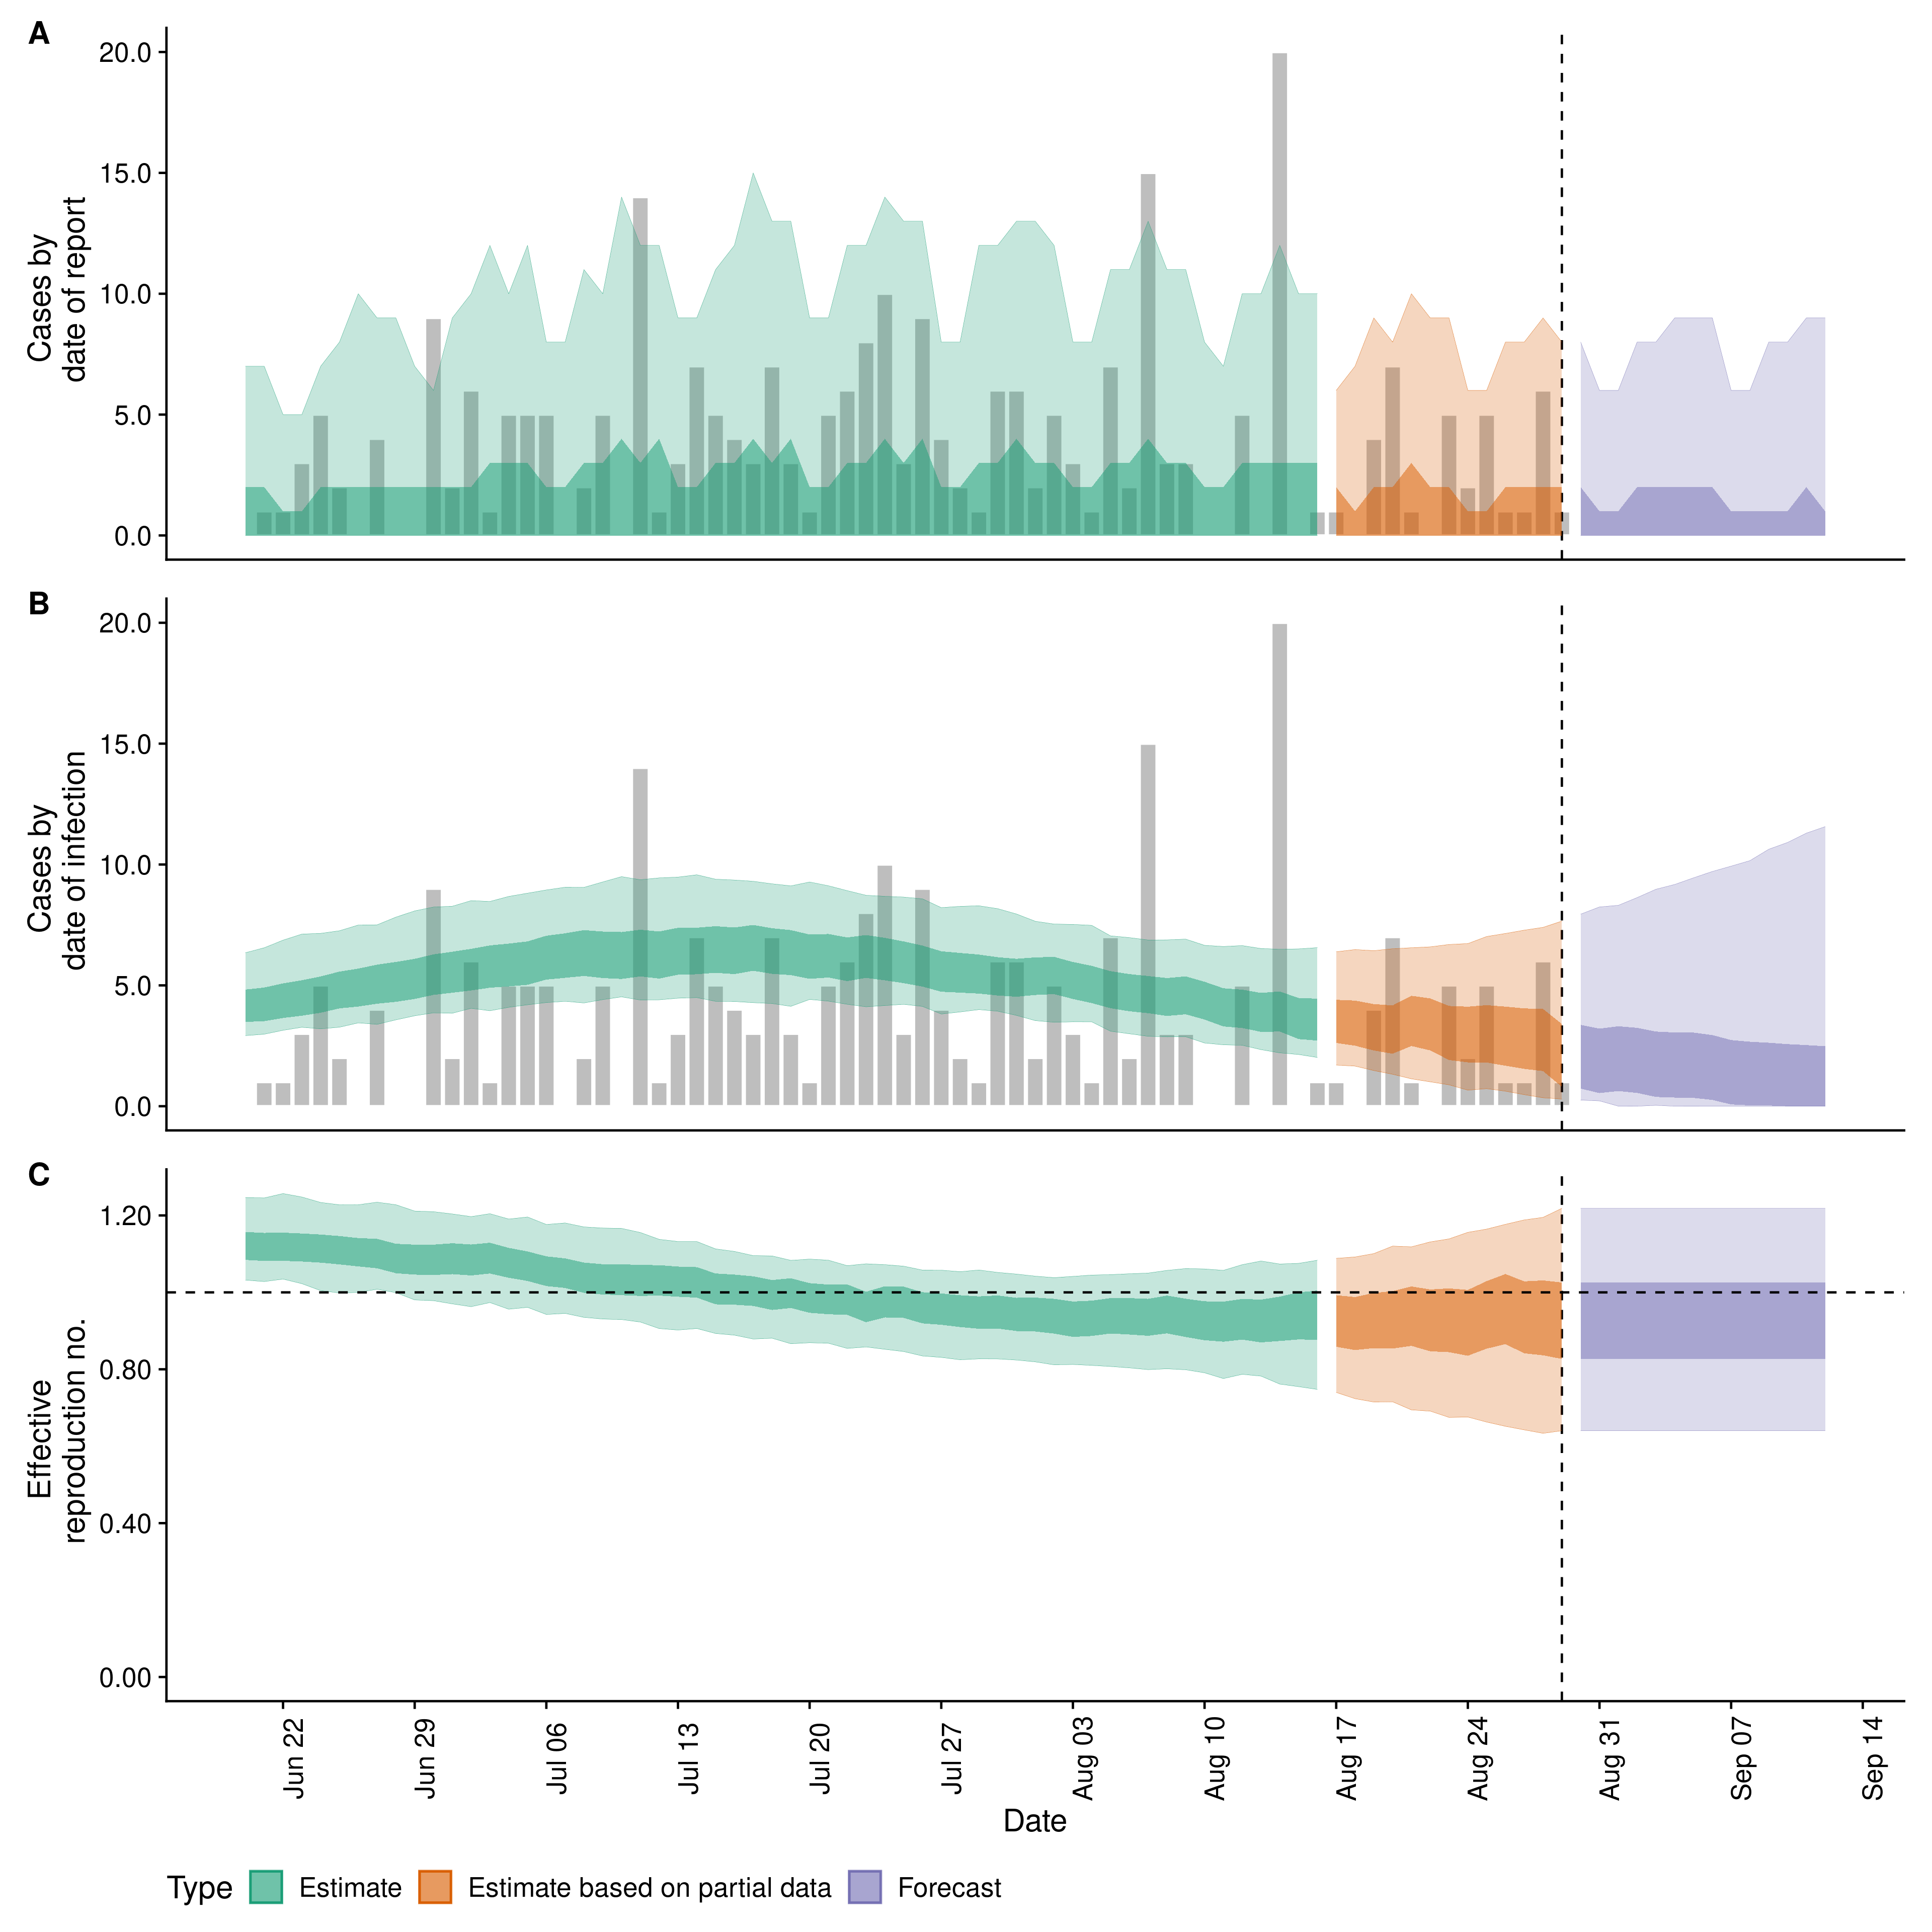 A
20.0
15.0
10.0
5.0
0.0
Cases by
date of report
B
20.0
15.0
10.0
5.0
0.0
Cases by
date of infection
C
1.20
0.80
0.40
0.00
Effective
reproduction no.
Jun 22
Jun 29
Jul 06
Jul 13
Jul 20
Jul 27
Aug 03
Aug 10
Aug 17
Aug 24
Aug 31
Sep 07
Sep 14
Date
Type Estimate Estimate based on partial data Forecast